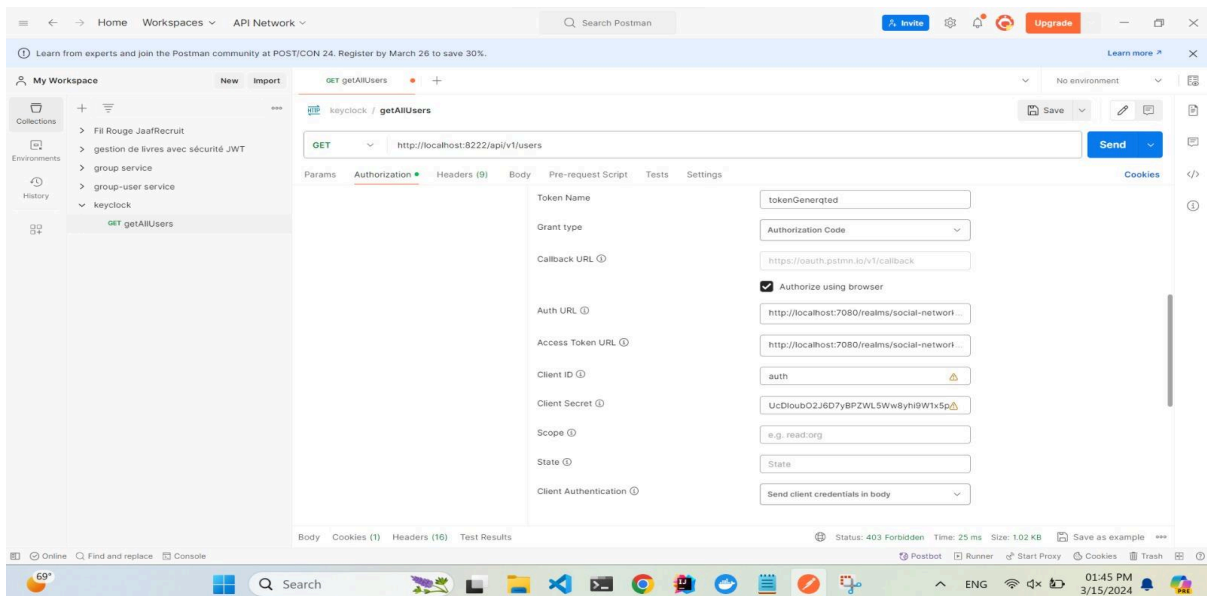 Home Workspaces API Network Search Postman Invite Upgrade
Learn from experts and join the Postman community at POST/CON 24. Register by March 26 to save 30%. Learn more
My Workspace New Import GET getAllUsers No environment
Collections
Environments
History
Fil Rouge JaafRecruit
gestion de livres avec sécurité JWT
group service
group-user service
keyclock
GET getAllUsers
HTTP keyclock / getAllUsers Save
GET http://localhost:8222/api/v1/users Send
Params Authorization Headers (9) Body Pre-request Script Tests Settings Cookies
Token Name tokenGenerqted
Grant type Authorization Code
Callback URL https://oauth.pstmn.io/v1/callback
Authorize using browser
Auth URL http://localhost:7080/realms/social-network...
Access Token URL http://localhost:7080/realms/social-network...
Client ID auth
Client Secret UcDloubO2J6D7yBPZWL5Ww8yhi9W1x5p
Scope e.g. read:org
State State
Client Authentication Send client credentials in body
Body Cookies (1) Headers (16) Test Results Status: 403 Forbidden Time: 25 ms Size: 1.02 KB Save as example
Online Find and replace Console Postbot Runner Start Proxy Cookies Trash
69° Search ENG 01:45 PM
3/15/2024
PRE